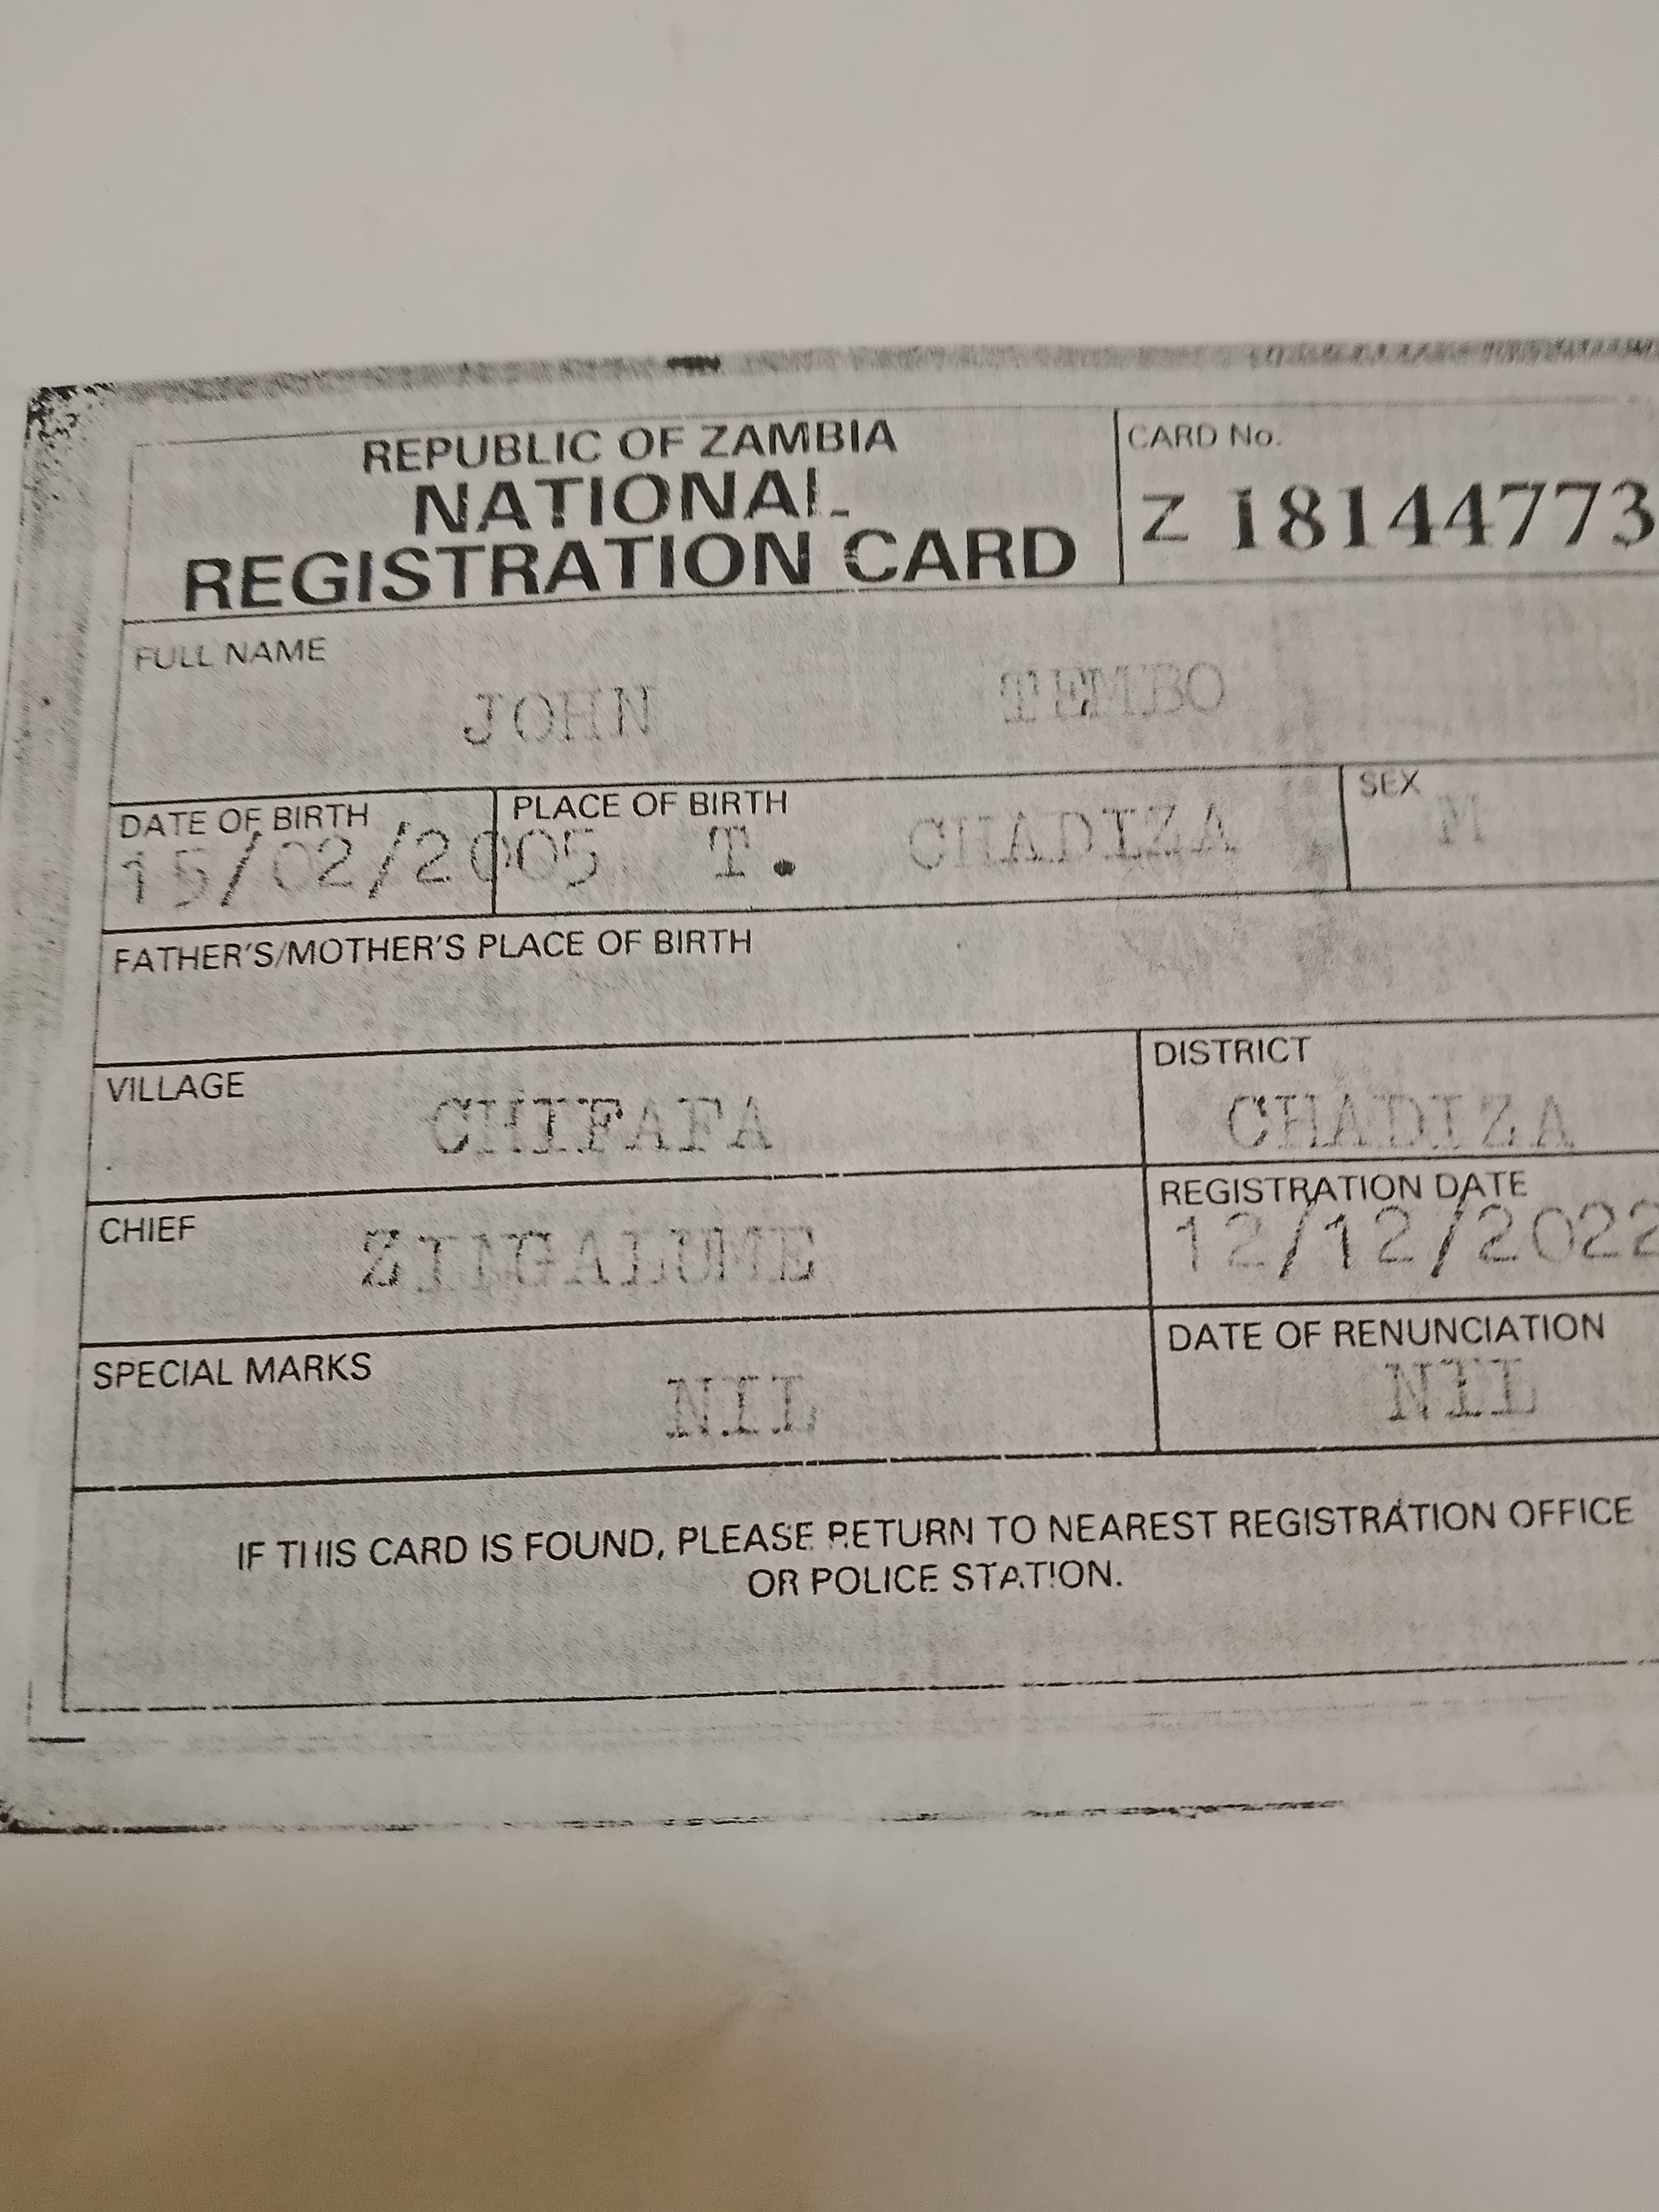 REPUBLIC OF ZAMBIA
NATIONAL
REGISTRATION CARD
CARD No.
Z 18144773
FULL NAME
JOHN TEMBO
DATE OF BIRTH
15/02/2005
PLACE OF BIRTH
T. CHADIZA
SEX
M
FATHER'S/MOTHER'S PLACE OF BIRTH
VILLAGE
CHIFAFA
DISTRICT
CHADIZA
CHIEF
ZINGALUME
REGISTRATION DATE
12/12/2022
SPECIAL MARKS
NIL
DATE OF RENUNCIATION
NIL
IF THIS CARD IS FOUND, PLEASE RETURN TO NEAREST REGISTRATION OFFICE
OR POLICE STATION.